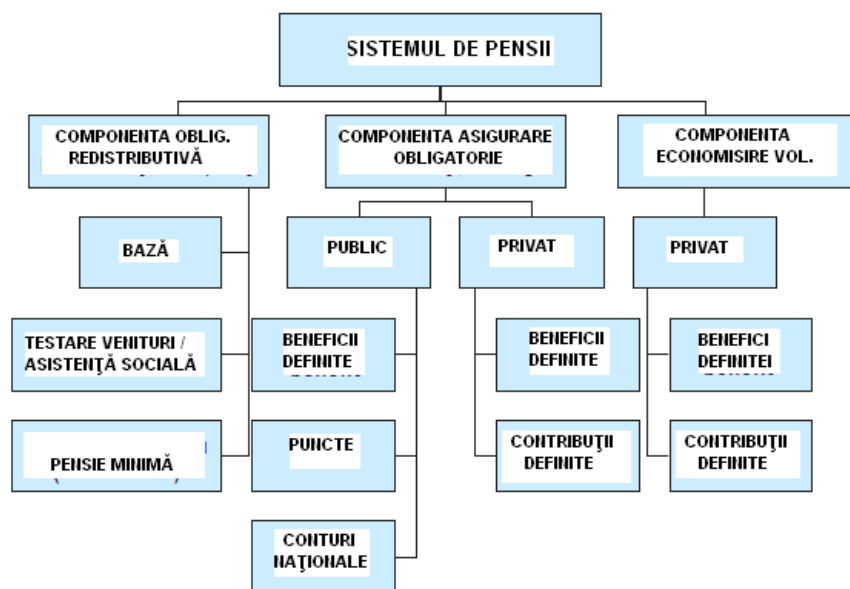 SISTEMUL DE PENSII
COMPONENTA OBLIG.
REDISTRIBUTIVĂ
COMPONENTA ASIGURARE
OBLIGATORIE
COMPONENTA
ECONOMISIRE VOL.
BAZĂ
PUBLIC
PRIVAT
PRIVAT
TESTARE VENITURI /
ASISTENŢĂ SOCIALĂ
BENEFICII
DEFINITE
BENEFICII
DEFINITE
BENEFICI
DEFINITEI
PENSIE MINIMĂ
PUNCTE
CONTRIBUŢII
DEFINITE
CONTRIBUŢII
DEFINITE
CONTURI
NAŢIONALE